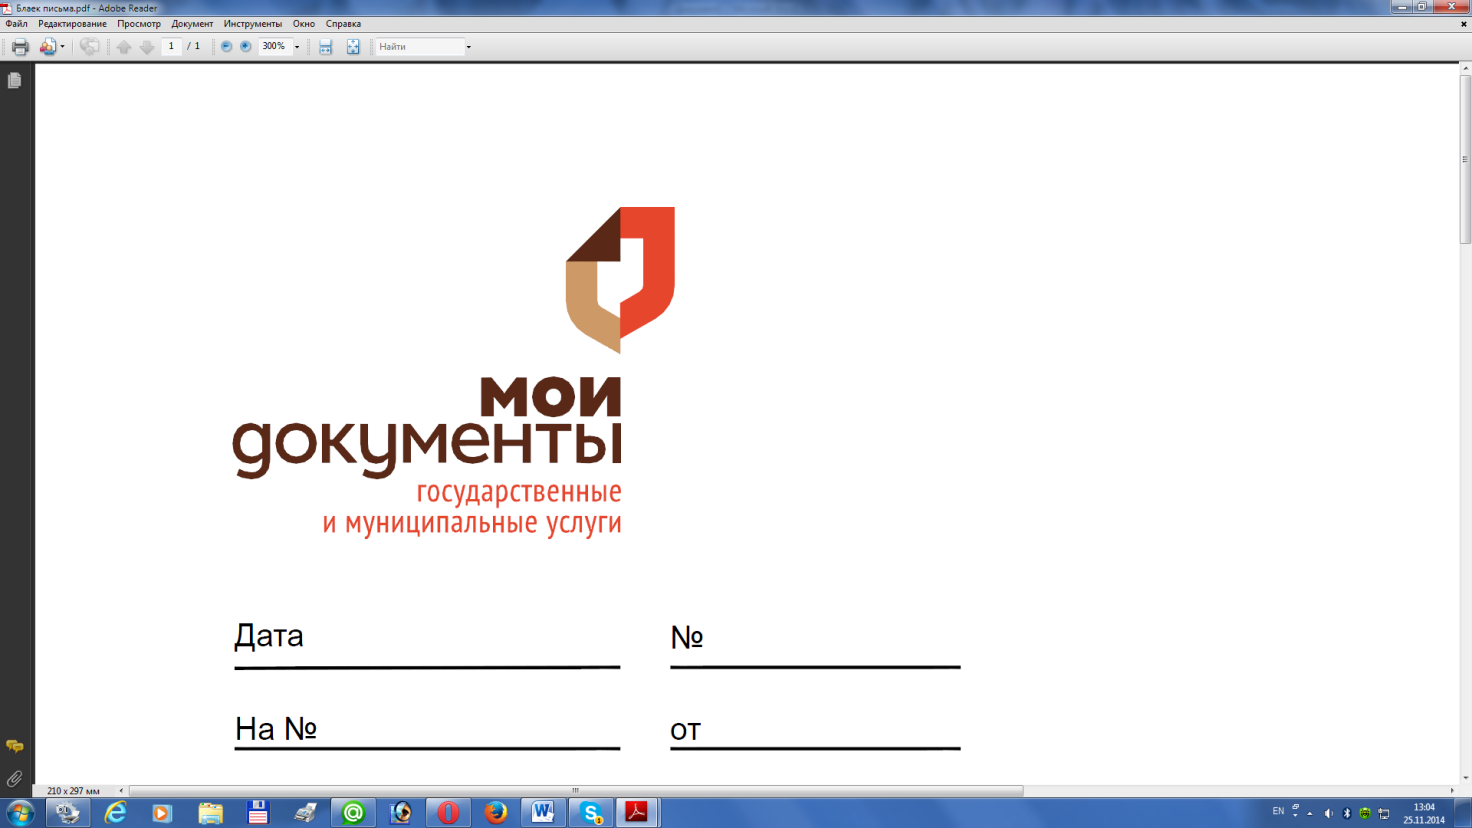 Блаек письма.pdf - Adobe Reader
Файл Редактирование Просмотр Документ Инструменты Окно Справка
1 / 1 300% Найти
мои
документы
государственные
и муниципальные услуги
Дата №
На № от
210 x 297 мм
EN 13:04
25.11.2014